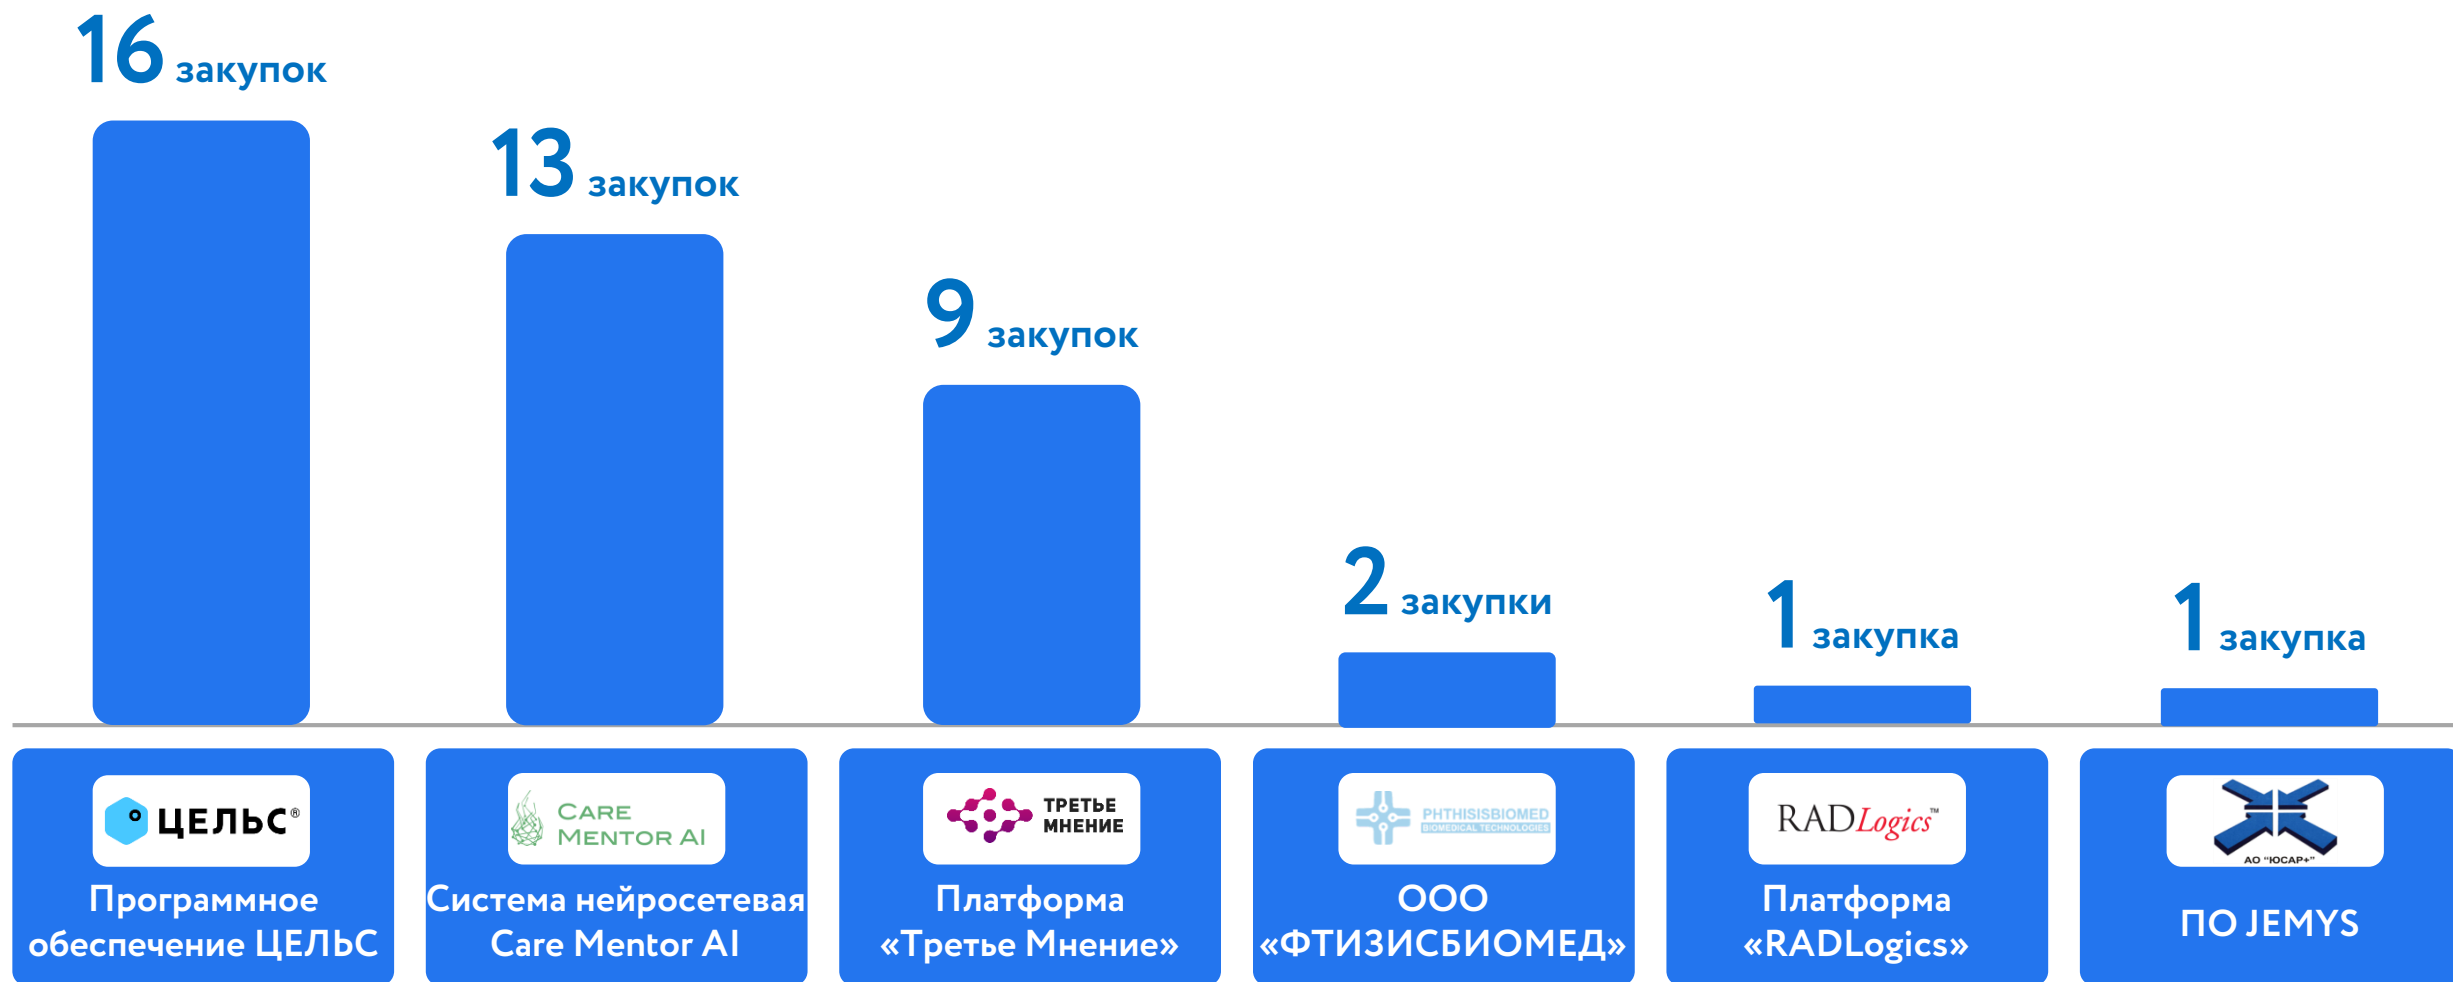 16 закупок
13 закупок
9 закупок
2 закупки
1 закупка
1 закупка
ЦЕЛЬС®
Программное
обеспечение ЦЕЛЬС
CARE
MENTOR AI
Система нейросетевая
Care Mentor AI
ТРЕТЬЕ
МНЕНИЕ
Платформа
«Третье Мнение»
PHTHISISBIOMED
BIOMEDICAL TECHNOLOGIES
ООО
«ФТИЗИСБИОМЕД»
RADLogics™
Платформа
«RADLogics»
АО "ЮСАР+"
ПО JEMYS